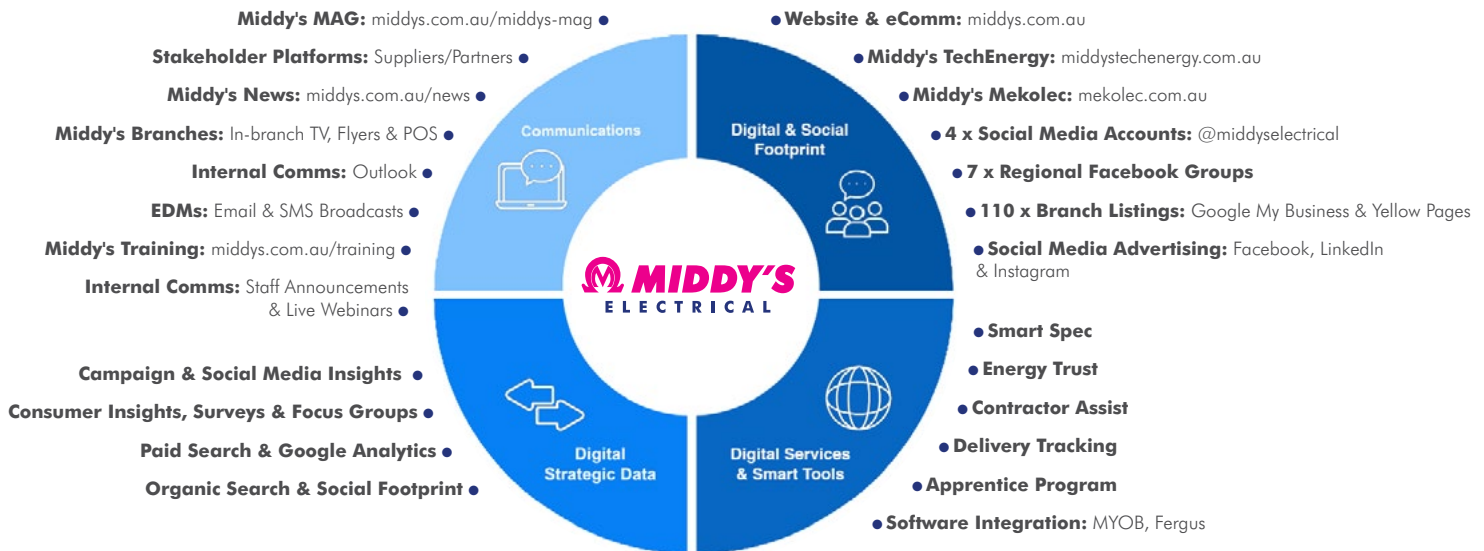 Middy's MAG: middys.com.au/middys-mag
Stakeholder Platforms: Suppliers/Partners
Middy's News: middys.com.au/news
Middy's Branches: In-branch TV, Flyers & POS
Internal Comms: Outlook
EDMs: Email & SMS Broadcasts
Middy's Training: middys.com.au/training
Internal Comms: Staff Announcements
& Live Webinars
Communications
Website & eComm: middys.com.au
Middy's TechEnergy: middystechenergy.com.au
Middy's Mekolec: mekolec.com.au
4 x Social Media Accounts: @middyselectrical
7 x Regional Facebook Groups
110 x Branch Listings: Google My Business & Yellow Pages
Social Media Advertising: Facebook, LinkedIn
& Instagram
Digital & Social
Footprint
MIDDY'S
ELECTRICAL
Campaign & Social Media Insights
Consumer Insights, Surveys & Focus Groups
Paid Search & Google Analytics
Organic Search & Social Footprint
Digital
Strategic Data
Smart Spec
Energy Trust
Contractor Assist
Delivery Tracking
Apprentice Program
Software Integration: MYOB, Fergus
Digital Services
& Smart Tools